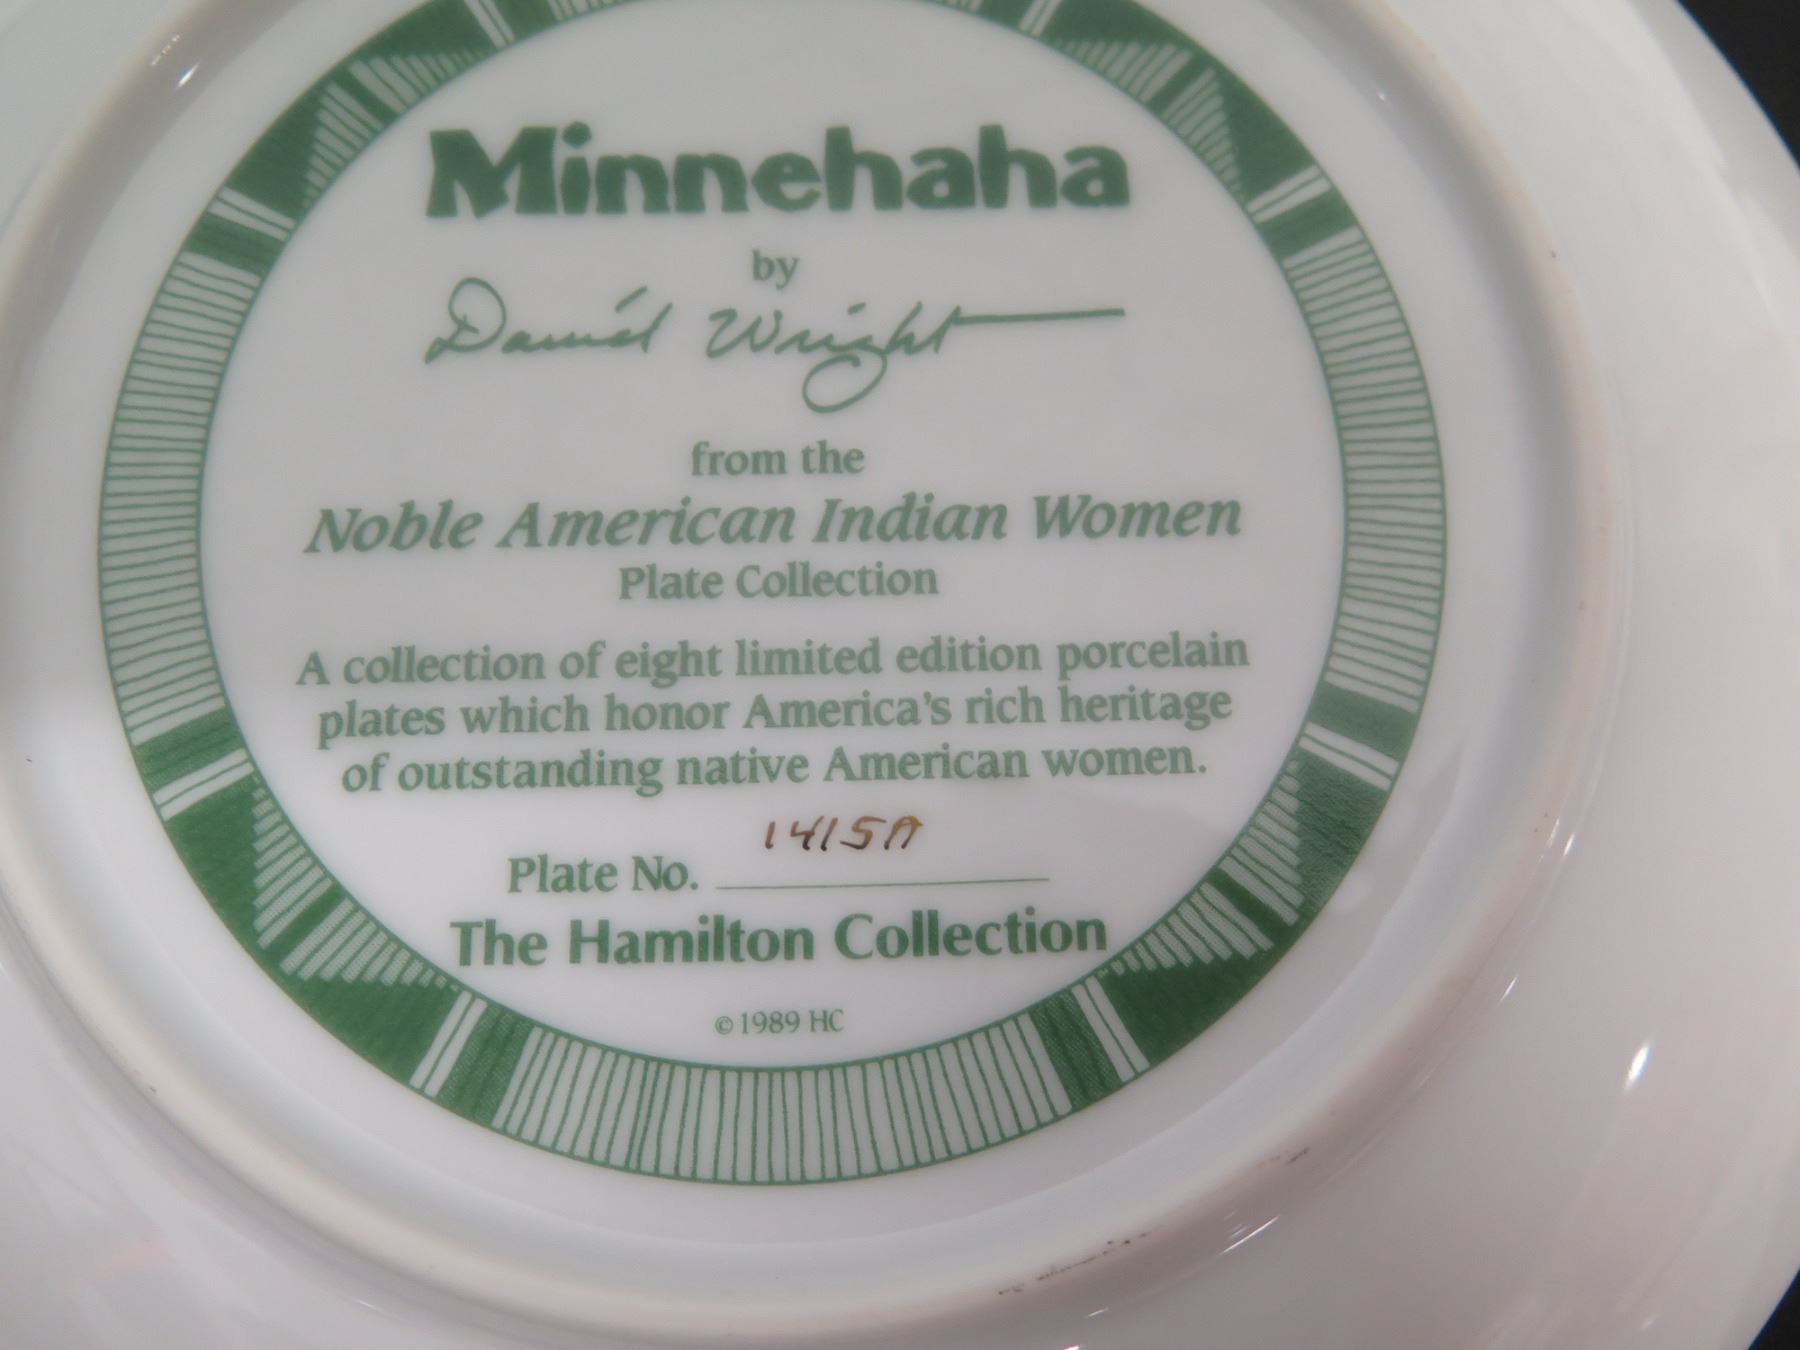 Minnehaha
by
David Wright
from the
Noble American Indian Women
Plate Collection
A collection of eight limited edition porcelain
plates which honor America's rich heritage
of outstanding native American women.
Plate No. 1415A
The Hamilton Collection
© 1989 HC